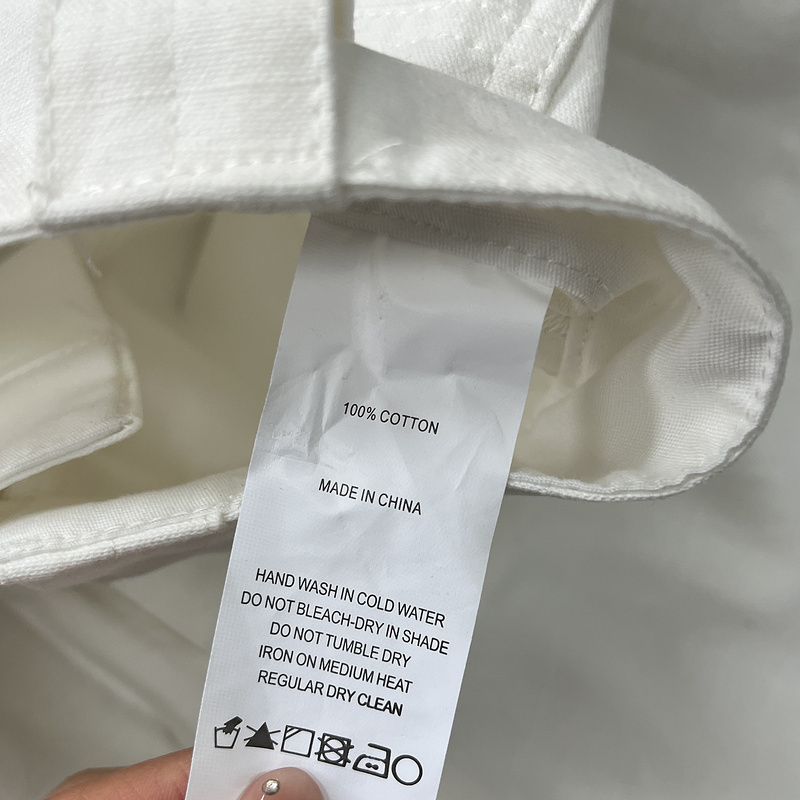 100% COTTON
MADE IN CHINA
HAND WASH IN COLD WATER
DO NOT BLEACH-DRY IN SHADE
DO NOT TUMBLE DRY
IRON ON MEDIUM HEAT
REGULAR DRY CLEAN